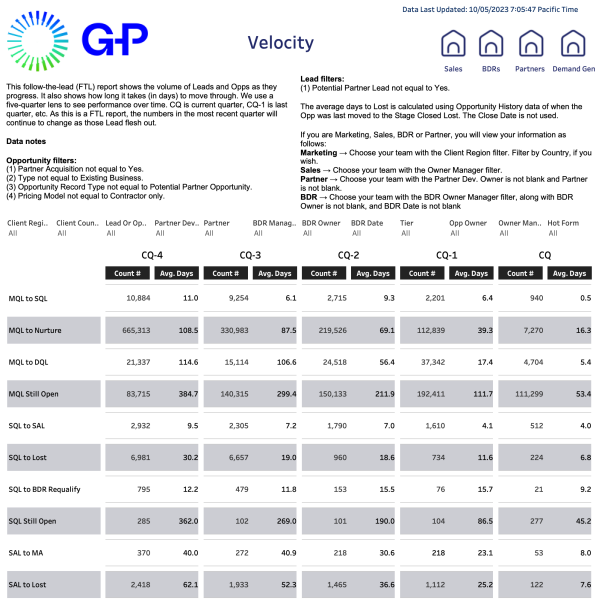 Data Last Updated: 10/05/2023 7:05:47 Pacific Time
G-P
Velocity
Sales BDRs Partners Demand Gen
This follow-the-lead (FTL) report shows the volume of Leads and Opps as they
progress. It also shows how long it takes (in days) to move through. We use a
five-quarter lens to see performance over time. CQ is current quarter, CQ-1 is last
quarter, etc. As this is a FTL report, the numbers in the most recent quarter will
continue to change as those Lead flesh out.
Data notes
Opportunity filters:
(1) Partner Acquisition not equal to Yes.
(2) Type not equal to Existing Business.
(3) Opportunity Record Type not equal to Potential Partner Opportunity.
(4) Pricing Model not equal to Contractor only.
Lead filters:
(1) Potential Partner Lead not equal to Yes.
The average days to Lost is calculated using Opportunity History data of when the
Opp was last moved to the Stage Closed Lost. The Close Date is not used.
If you are Marketing, Sales, BDR or Partner, you will view your information as
follows:
Marketing → Choose your team with the Client Region filter. Filter by Country, if you
wish.
Sales → Choose your team with the Owner Manager filter.
Partner → Choose your team with the Partner Dev. Owner is not blank and Partner
is not blank.
BDR → Choose your team with the BDR Owner Manager filter, along with BDR
Owner is not blank, and BDR Date is not blank
Client Regi.. Client Coun.. Lead Or Op.. Partner Dev.. Partner BDR Manag.. BDR Owner BDR Date Tier Opp Owner Owner Man.. Hot Form
All All All All All All All All All All All All
CQ-4 CQ-3 CQ-2 CQ-1 CQ
Count # Avg. Days Count # Avg. Days Count # Avg. Days Count # Avg. Days Count # Avg. Days
MQL to SQL 10,884 11.0 9,254 6.1 2,715 9.3 2,201 6.4 940 0.5
MQL to Nurture 665,313 108.5 330,983 87.5 219,526 69.1 112,839 39.3 7,270 16.3
MQL to DQL 21,337 114.6 15,114 106.6 24,518 56.4 37,342 17.4 4,704 5.4
MQL Still Open 83,715 384.7 140,315 299.4 150,133 211.9 192,411 111.7 111,299 53.4
SQL to SAL 2,932 9.5 2,305 7.2 1,790 7.0 1,610 4.1 512 4.0
SQL to Lost 6,981 30.2 6,657 19.0 960 18.6 734 11.6 224 6.8
SQL to BDR Requalify 795 12.2 479 11.8 153 15.5 76 15.7 21 9.2
SQL Still Open 285 362.0 102 269.0 101 190.0 104 86.5 277 45.2
SAL to MA 370 40.0 272 40.9 218 30.6 218 23.1 53 8.0
SAL to Lost 2,418 62.1 1,933 52.3 1,465 36.6 1,112 25.2 122 7.6